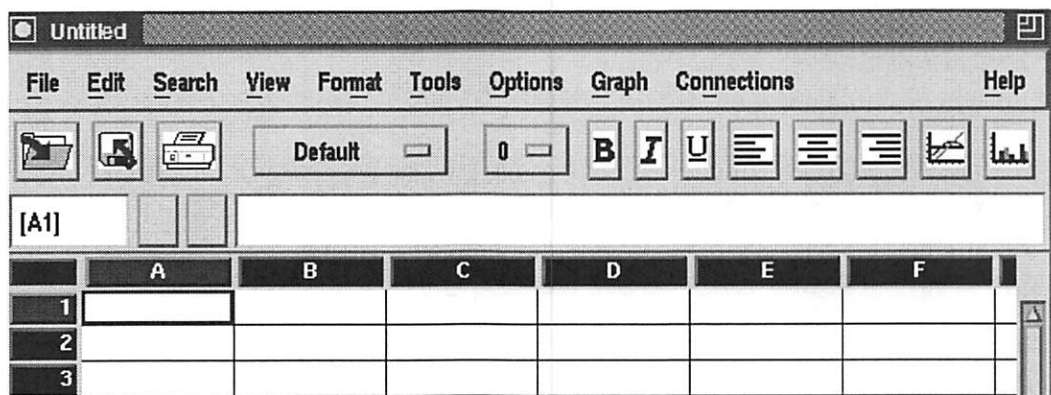 Untitled
File Edit Search View Format Tools Options Graph Connections Help
Default 0 B I U
[A1]
A B C D E F
1
2
3